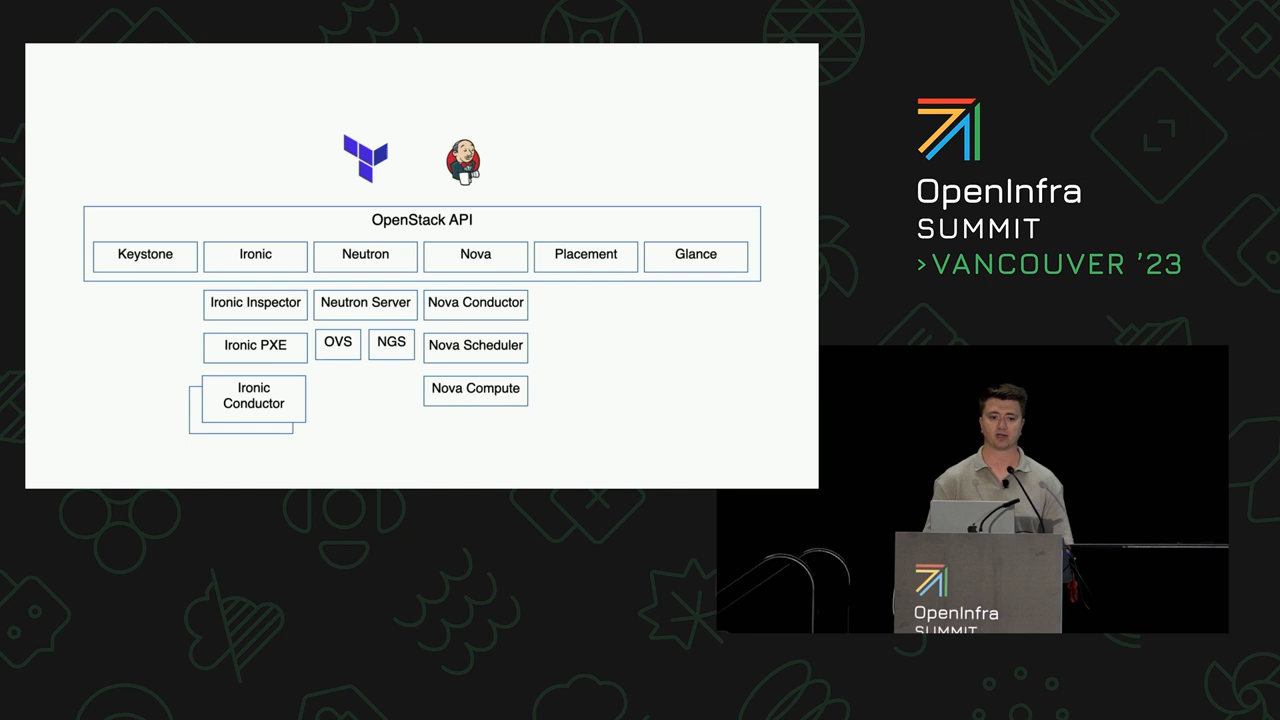 OpenStack API
Keystone
Ironic
Neutron
Nova
Placement
Glance
Ironic Inspector
Neutron Server
Nova Conductor
Ironic PXE
OVS
NGS
Nova Scheduler
Ironic
Conductor
Nova Compute
OpenInfra
SUMMIT
>VANCOUVER '23
OpenInfra
SUMMIT